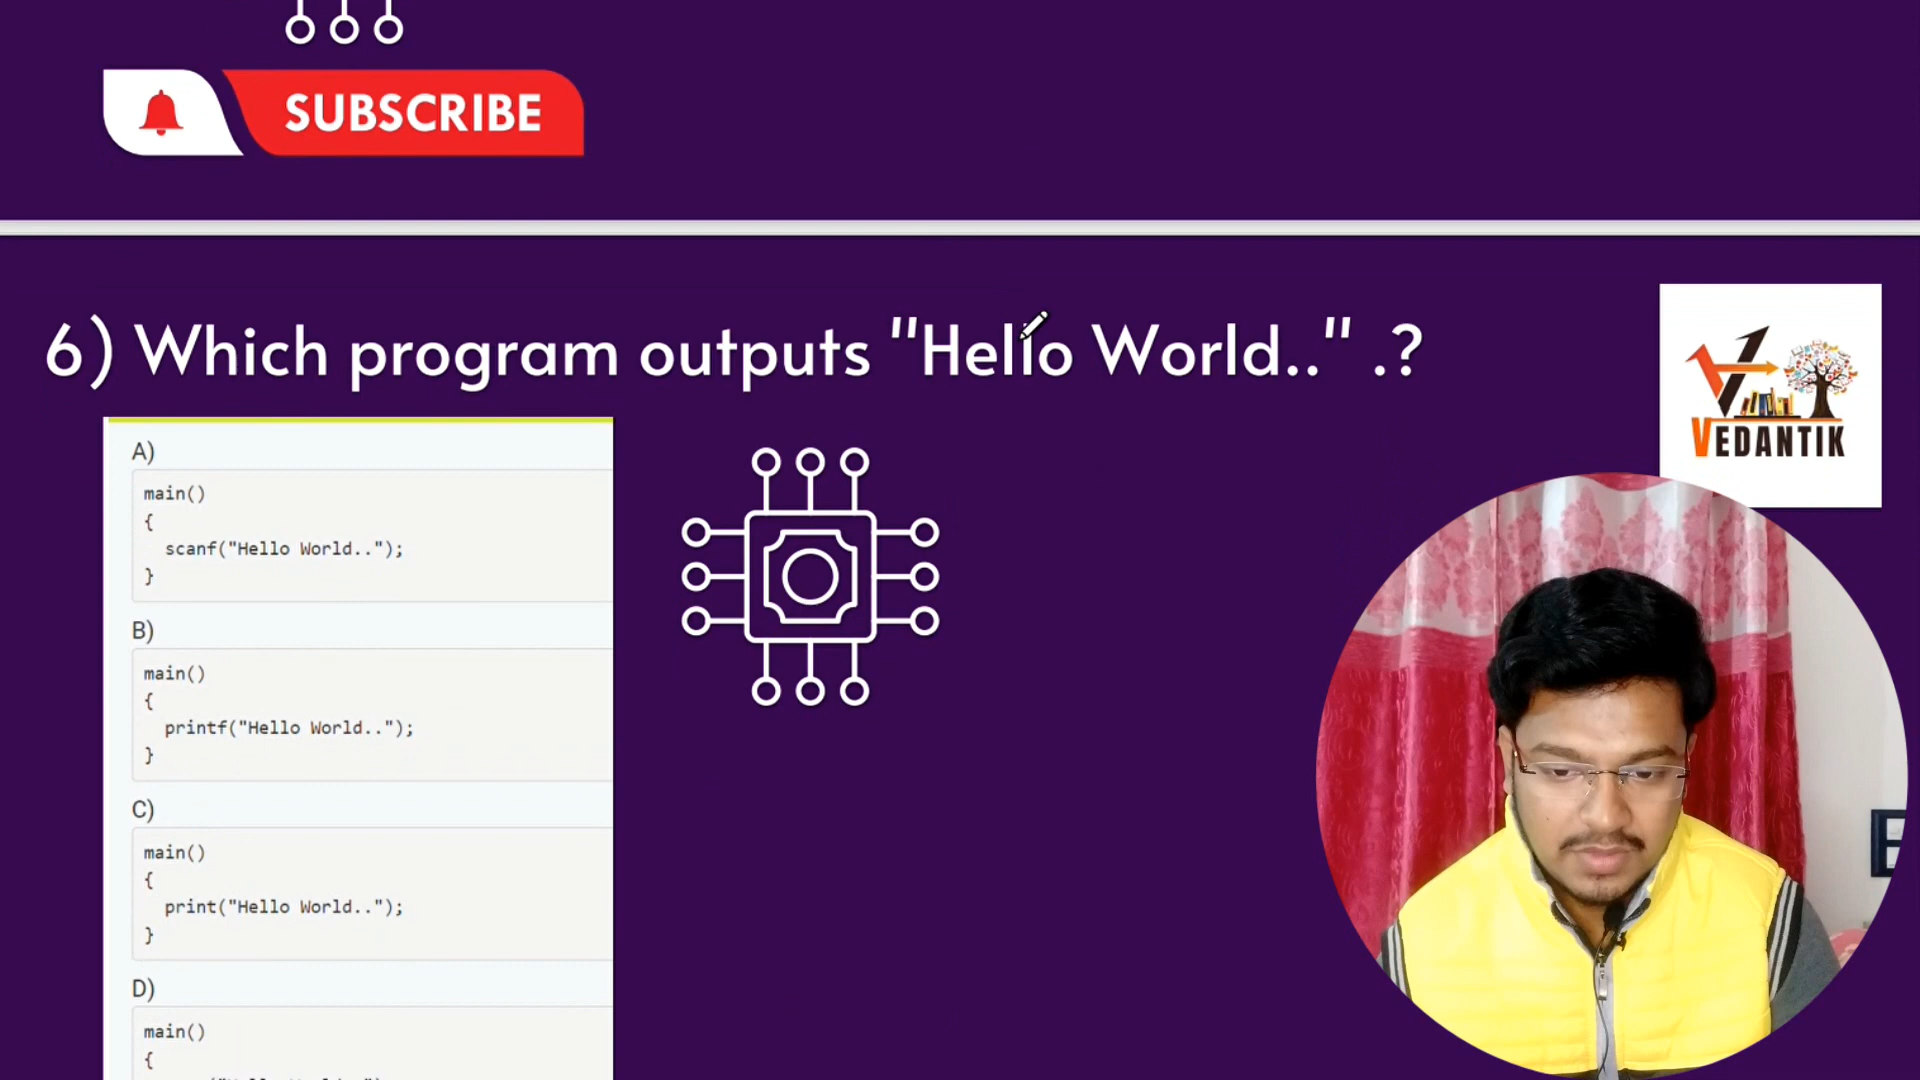 SUBSCRIBE
6) Which program outputs "Hello World.." .?
VEDANTIK
A)
main()
{
scanf("Hello World..");
}
B)
main()
{
printf("Hello World..");
}
C)
main()
{
print("Hello World..");
}
D)
main()
{